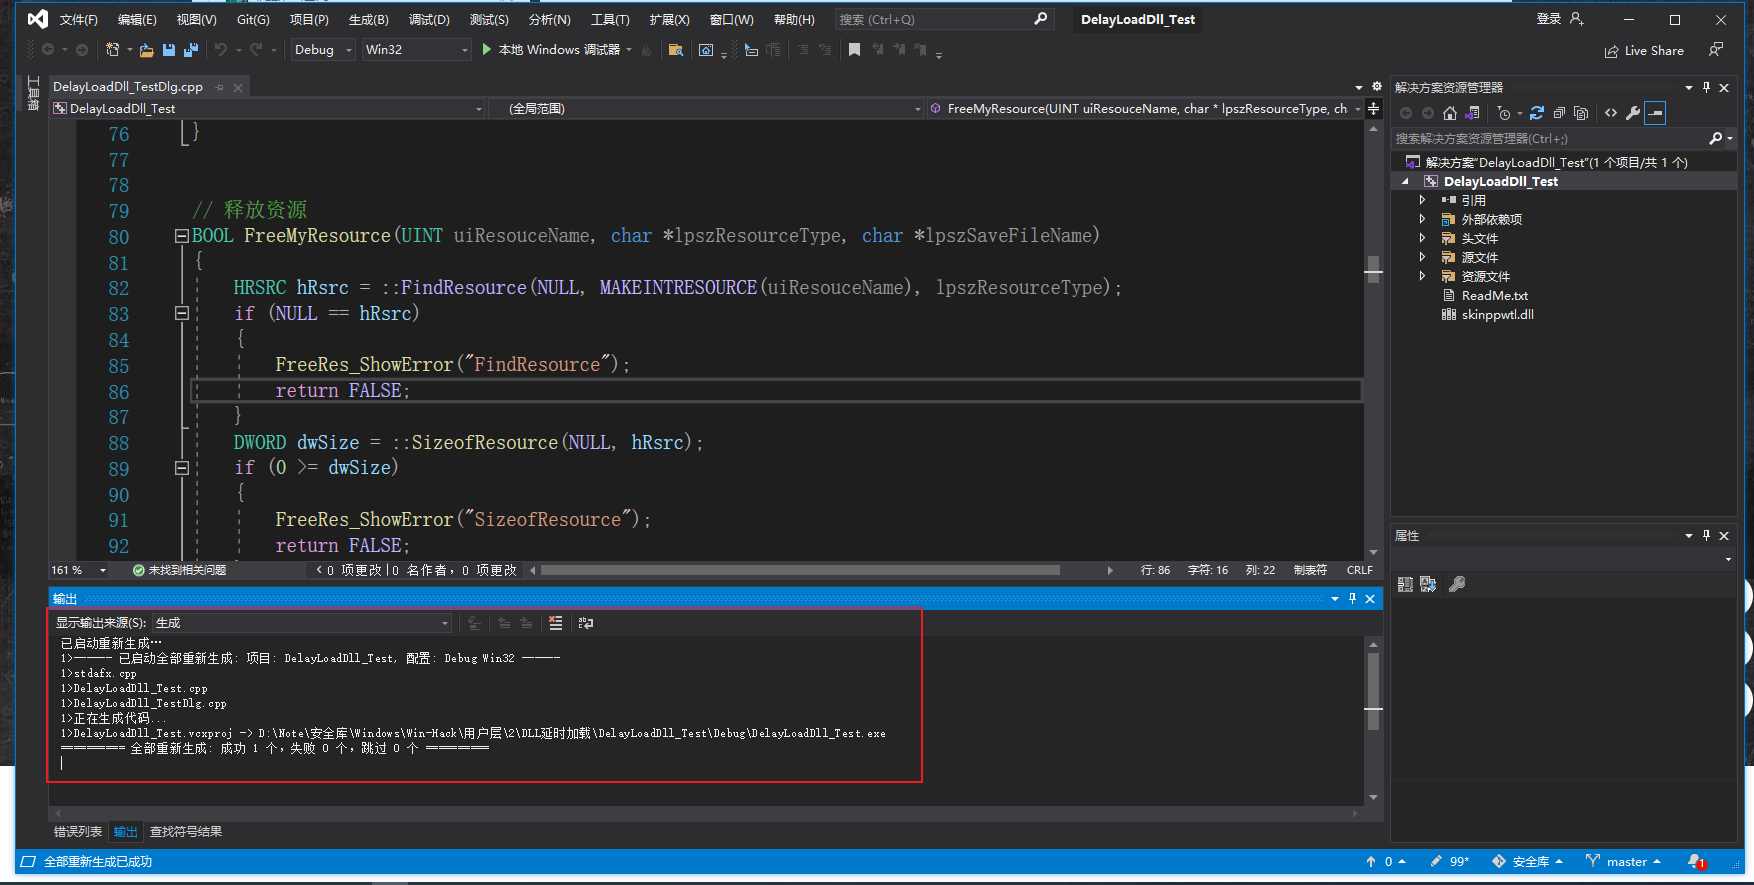 文件(F) 编辑(E) 视图(V) Git(G) 项目(P) 生成(B) 调试(D) 测试(S) 分析(N) 工具(T) 扩展(X) 窗口(W) 帮助(H) 搜索 (Ctrl+Q) DelayLoadDll_Test 登录
Debug Win32 本地 Windows 调试器 Live Share
工具箱
DelayLoadDll_TestDlg.cpp
DelayLoadDll_Test (全局范围) FreeMyResource(UINT uiResouceName, char * lpszResourceType, ch
76 }
77
78
79 // 释放资源
80 BOOL FreeMyResource(UINT uiResouceName, char *lpszResourceType, char *lpszSaveFileName)
81 {
82 HRSRC hRsrc = ::FindResource(NULL, MAKEINTRESOURCE(uiResouceName), lpszResourceType);
83 if (NULL == hRsrc)
84 {
85 FreeRes_ShowError("FindResource");
86 return FALSE;
87 }
88 DWORD dwSize = ::SizeofResource(NULL, hRsrc);
89 if (0 >= dwSize)
90 {
91 FreeRes_ShowError("SizeofResource");
92 return FALSE;
161 % 未找到相关问题 0 项更改 | 0 名作者, 0 项更改 行: 86 字符: 16 列: 22 制表符 CRLF
输出
显示输出来源(S): 生成
已启动重新生成…
1>------ 已启动全部重新生成: 项目: DelayLoadDll_Test, 配置: Debug Win32 ------
1>stdafx.cpp
1>DelayLoadDll_Test.cpp
1>DelayLoadDll_TestDlg.cpp
1>正在生成代码...
1>DelayLoadDll_Test.vcxproj -> D:\Note\安全库\Windows\Win-Hack\用户层\2\DLL延时加载\DelayLoadDll_Test\Debug\DelayLoadDll_Test.exe
========== 全部重新生成: 成功 1 个，失败 0 个，跳过 0 个 ==========
错误列表 输出 查找符号结果
解决方案资源管理器
搜索解决方案资源管理器(Ctrl+;)
解决方案"DelayLoadDll_Test"(1 个项目/共 1 个)
DelayLoadDll_Test
引用
外部依赖项
头文件
源文件
资源文件
ReadMe.txt
skinppwtl.dll
属性
全部重新生成已成功 0 99* 安全库 master 1